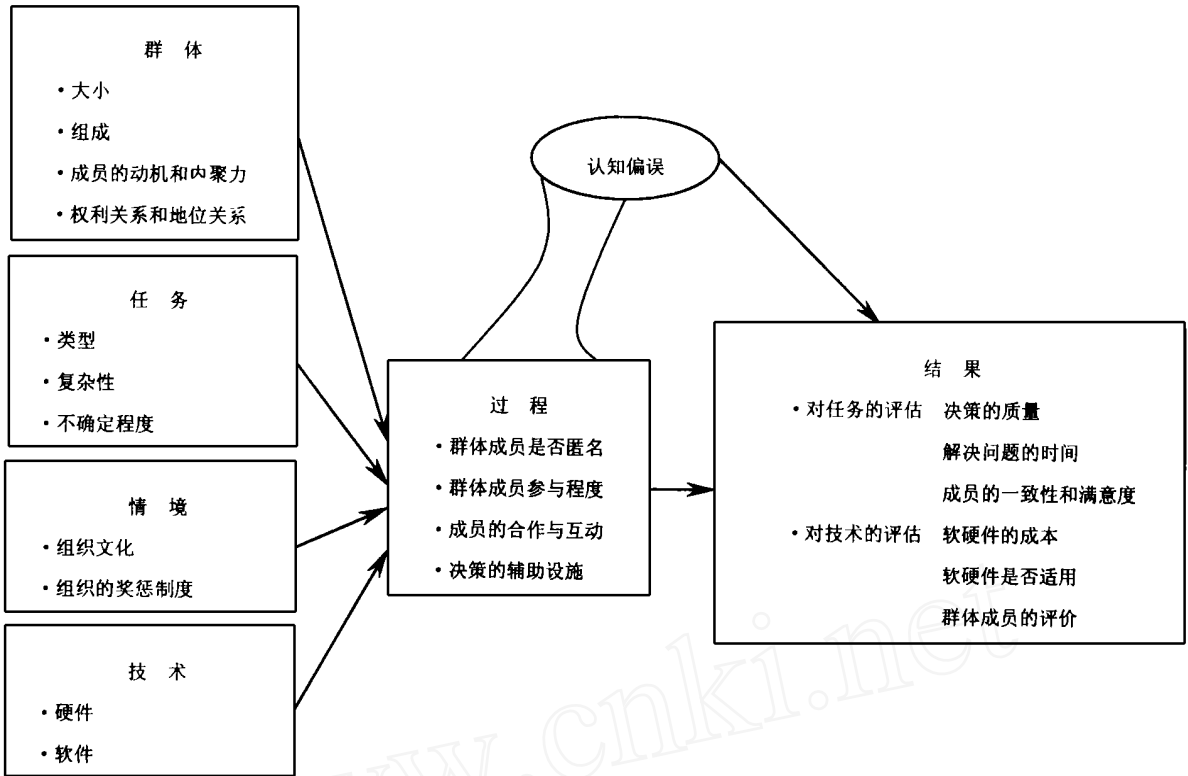 群 体
·大小
·组成
·成员的动机和内聚力
·权利关系和地位关系
任 务
·类型
·复杂性
·不确定程度
情 境
·组织文化
·组织的奖惩制度
技 术
·硬件
·软件
认知偏误
过 程
·群体成员是否匿名
·群体成员参与程度
·成员的合作与互动
·决策的辅助设施
结 果
·对任务的评估 决策的质量
解决问题的时间
成员的一致性和满意度
·对技术的评估 软硬件的成本
软硬件是否适用
群体成员的评价
www.cnki.net